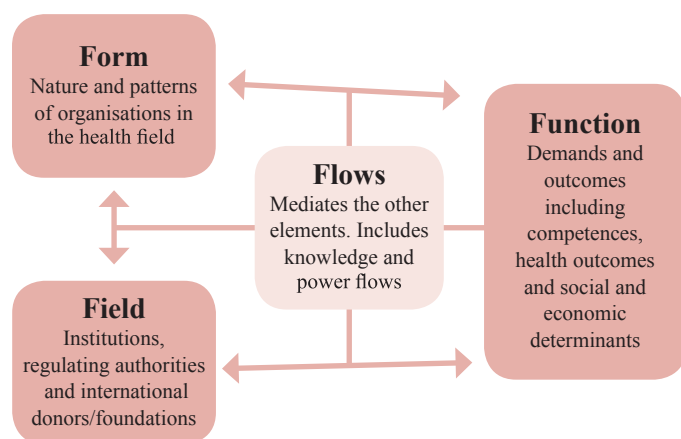 Form
Nature and patterns
of organisations in
the health field
Flows
Mediates the other
elements. Includes
knowledge and
power flows
Function
Demands and
outcomes
including
competences,
health outcomes
and social and
economic
determinants
Field
Institutions,
regulating authorities
and international
donors/foundations